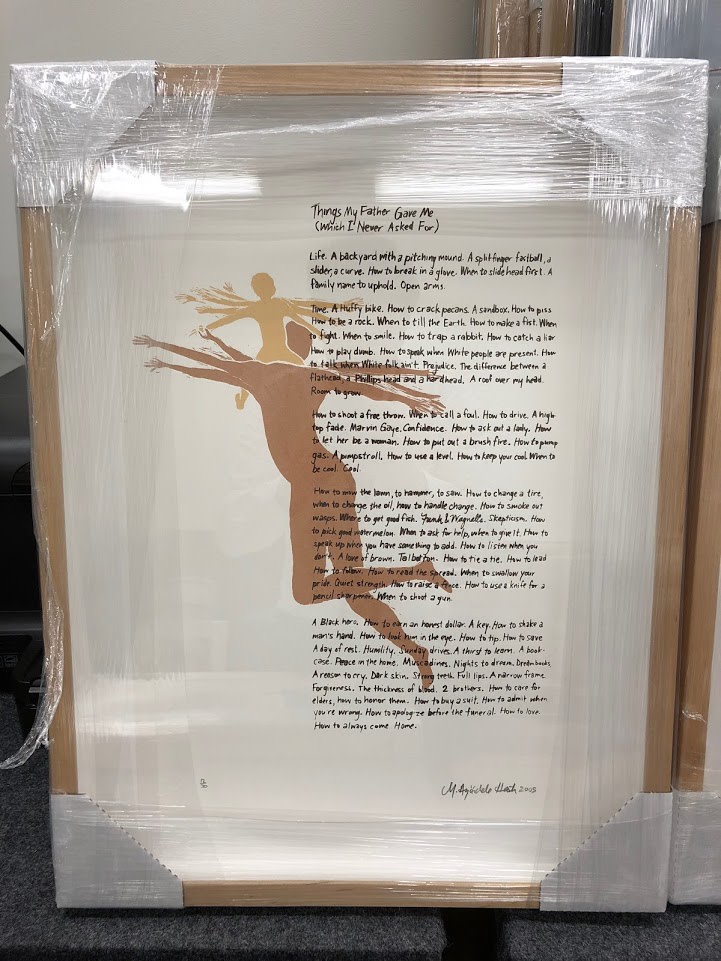 Things My Father Gave Me
(Which I Never Asked For)
Life. A backyard with a pitching mound. A splitfinger fastball, a
slider, a curve. How to break in a glove. When to slide head first. A
family name to uphold. Open arms.
Time. A Huffy bike. How to crack pecans. A sandbox. How to piss
How to be a rock. When to till the Earth. How to make a fist. When
to fight. When to smile. How to trap a rabbit. How to catch a liar
How to play dumb. How to speak when White people are present. How
to talk when White folk ain't. Prejudice. The difference between a
flathead, a Phillips head and a hardhead. A roof over my head.
Room to grow.
How to shoot a free throw. When to call a foul. How to drive. A high-
top fade. Marvin Gaye. Confidence. How to ask out a lady. How
to let her be a woman. How to put out a brush fire. How to pump
gas. A pimpstroll. How to use a level. How to keep your cool. When to
be cool. Cool.
How to mow the lawn, to hammer, to saw. How to change a tire,
when to change the oil, how to handle change. How to smoke out
wasps. Where to get good fish. Funk & Wagnalls. Skepticism. How
to pick good watermelon. When to ask for help, when to give it. How to
speak up when you have something to add. How to listen when you
don't. A love of brown. To barter. How to tie a tie. How to lead
How to follow. How to read the spread. When to swallow your
pride. Quiet strength. How to raise a fence. How to use a knife for a
pencil sharpener. When to shoot a gun.
A Black hero. How to earn an honest dollar. A key. How to shake a
man's hand. How to look him in the eye. How to tip. How to save
A day of rest. Humility. Sunday drives. A thirst to learn. A book-
case. Peace in the home. Muscadines. Nights to dream. Dreambooks
A reason to cry. Dark skin. Strong teeth. Full lips. A narrow frame
Forgiveness. The thickness of blood. 2 brothers. How to care for
elders, how to honor them. How to buy a suit. How to admit when
you're wrong. How to apologize before the funeral. How to love.
How to always come Home.
M. 2005